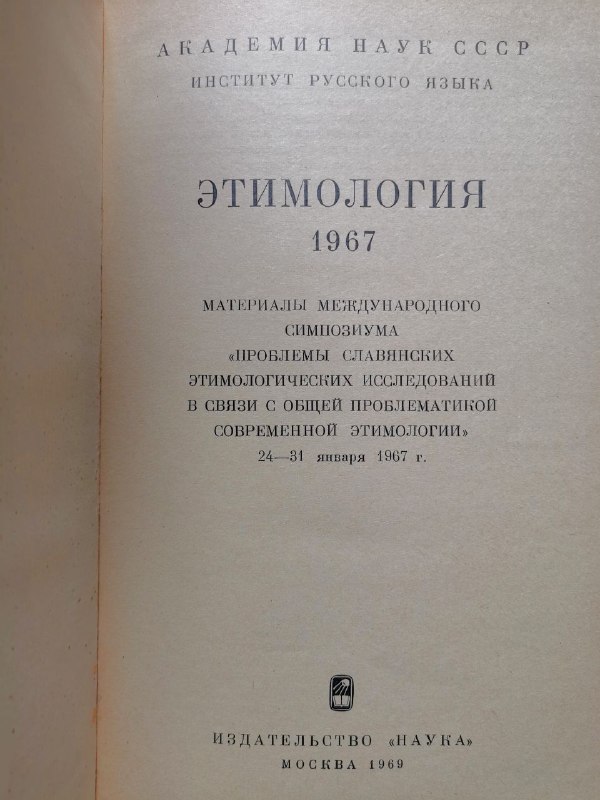 АКАДЕМИЯ НАУК СССР
ИНСТИТУТ РУССКОГО ЯЗЫКА
ЭТИМОЛОГИЯ
1967
МАТЕРИАЛЫ МЕЖДУНАРОДНОГО
СИМПОЗИУМА
«ПРОБЛЕМЫ СЛАВЯНСКИХ
ЭТИМОЛОГИЧЕСКИХ ИССЛЕДОВАНИЙ
В СВЯЗИ С ОБЩЕЙ ПРОБЛЕМАТИКОЙ
СОВРЕМЕННОЙ ЭТИМОЛОГИИ»
24—31 января 1967 г.
ИЗДАТЕЛЬСТВО «НАУКА»
МОСКВА 1969